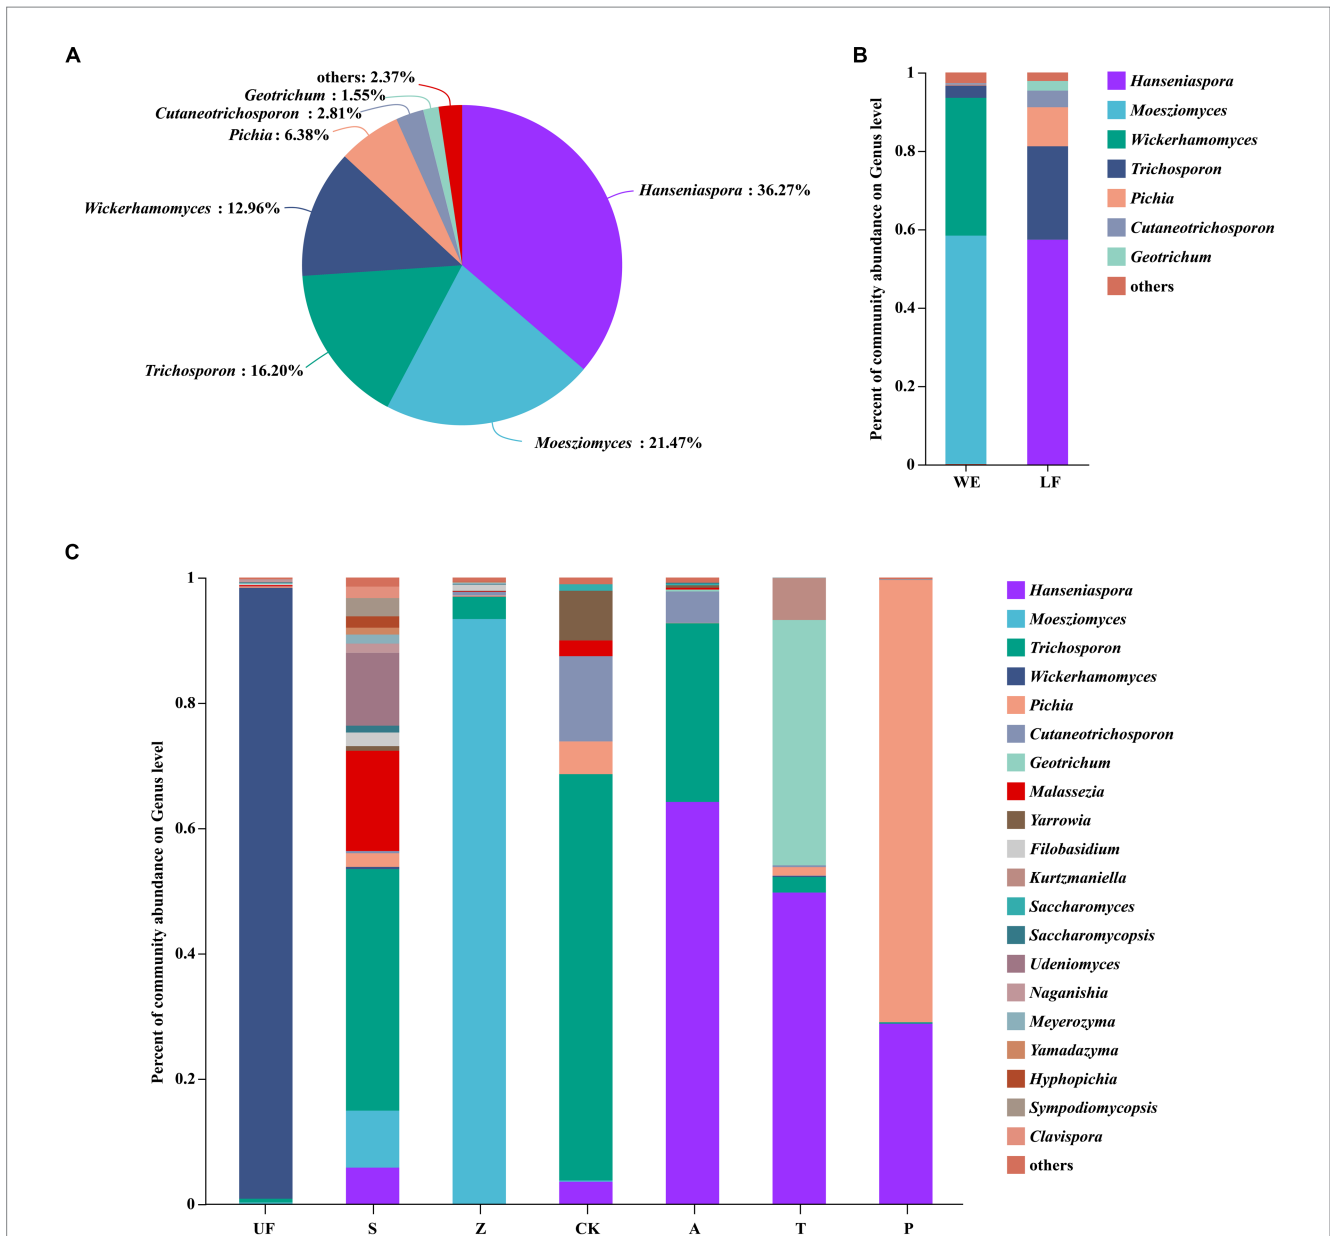 A
others: 2.37%
Geotrichum : 1.55%
Cutaneotrichosporon : 2.81%
Pichia : 6.38%
Wickerhamomyces : 12.96%
Hanseniaspora : 36.27%
Trichosporon : 16.20%
Moesziomyces : 21.47%
B
Percent of community abundance on Genus level
1
0.8
0.6
0.4
0.2
0
WE
LF
Hanseniaspora
Moesziomyces
Wickerhamomyces
Trichosporon
Pichia
Cutaneotrichosporon
Geotrichum
others
C
Percent of community abundance on Genus level
1
0.8
0.6
0.4
0.2
0
UF
S
Z
CK
A
T
P
Hanseniaspora
Moesziomyces
Trichosporon
Wickerhamomyces
Pichia
Cutaneotrichosporon
Geotrichum
Malassezia
Yarrowia
Filobasidium
Kurtzmaniella
Saccharomyces
Saccharomycopsis
Udeniomyces
Naganishia
Meyerozyma
Yamadazyma
Hyphopichia
Sympodiomycopsis
Clavispora
others